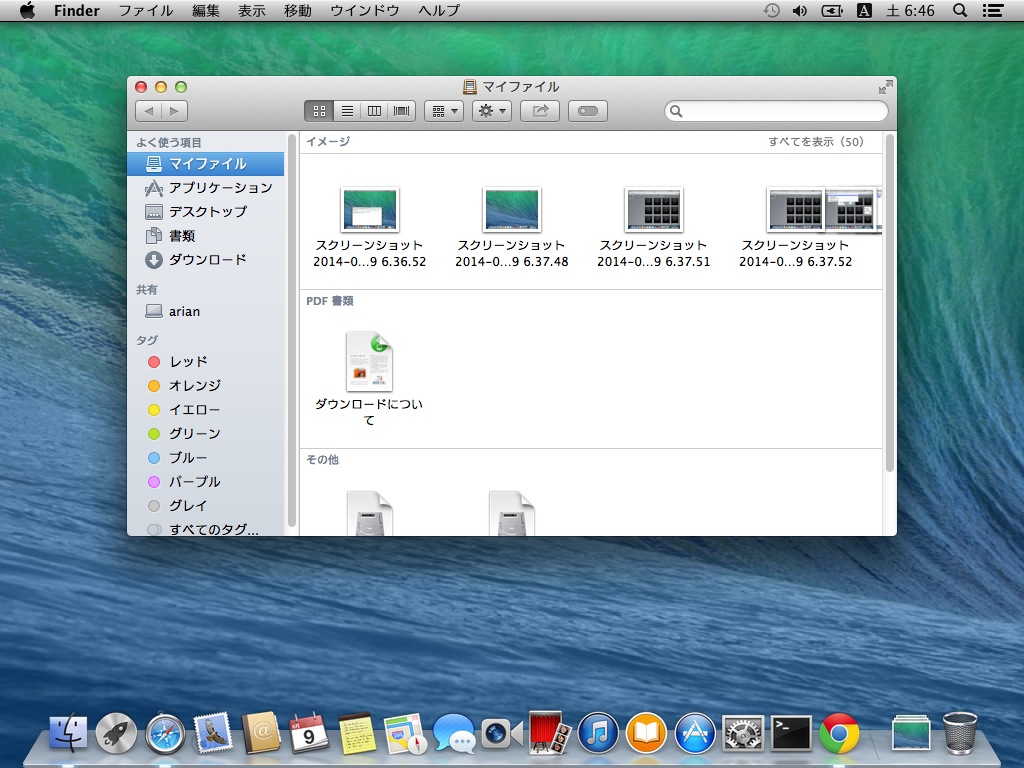 Finder ファイル 編集 表示 移動 ウインドウ ヘルプ A 土 6:46
マイファイル
よく使う項目
マイファイル
アプリケーション
デスクトップ
書類
ダウンロード
共有
arian
タグ
レッド
オレンジ
イエロー
グリーン
ブルー
パープル
グレイ
すべてのタグ...
イメージ すべてを表示（50）
スクリーンショット 2014-0...9 6.36.52
スクリーンショット 2014-0...9 6.37.48
スクリーンショット 2014-0...9 6.37.51
スクリーンショット 2014-0...9 6.37.52
PDF 書類
ダウンロードについ
て
その他
9